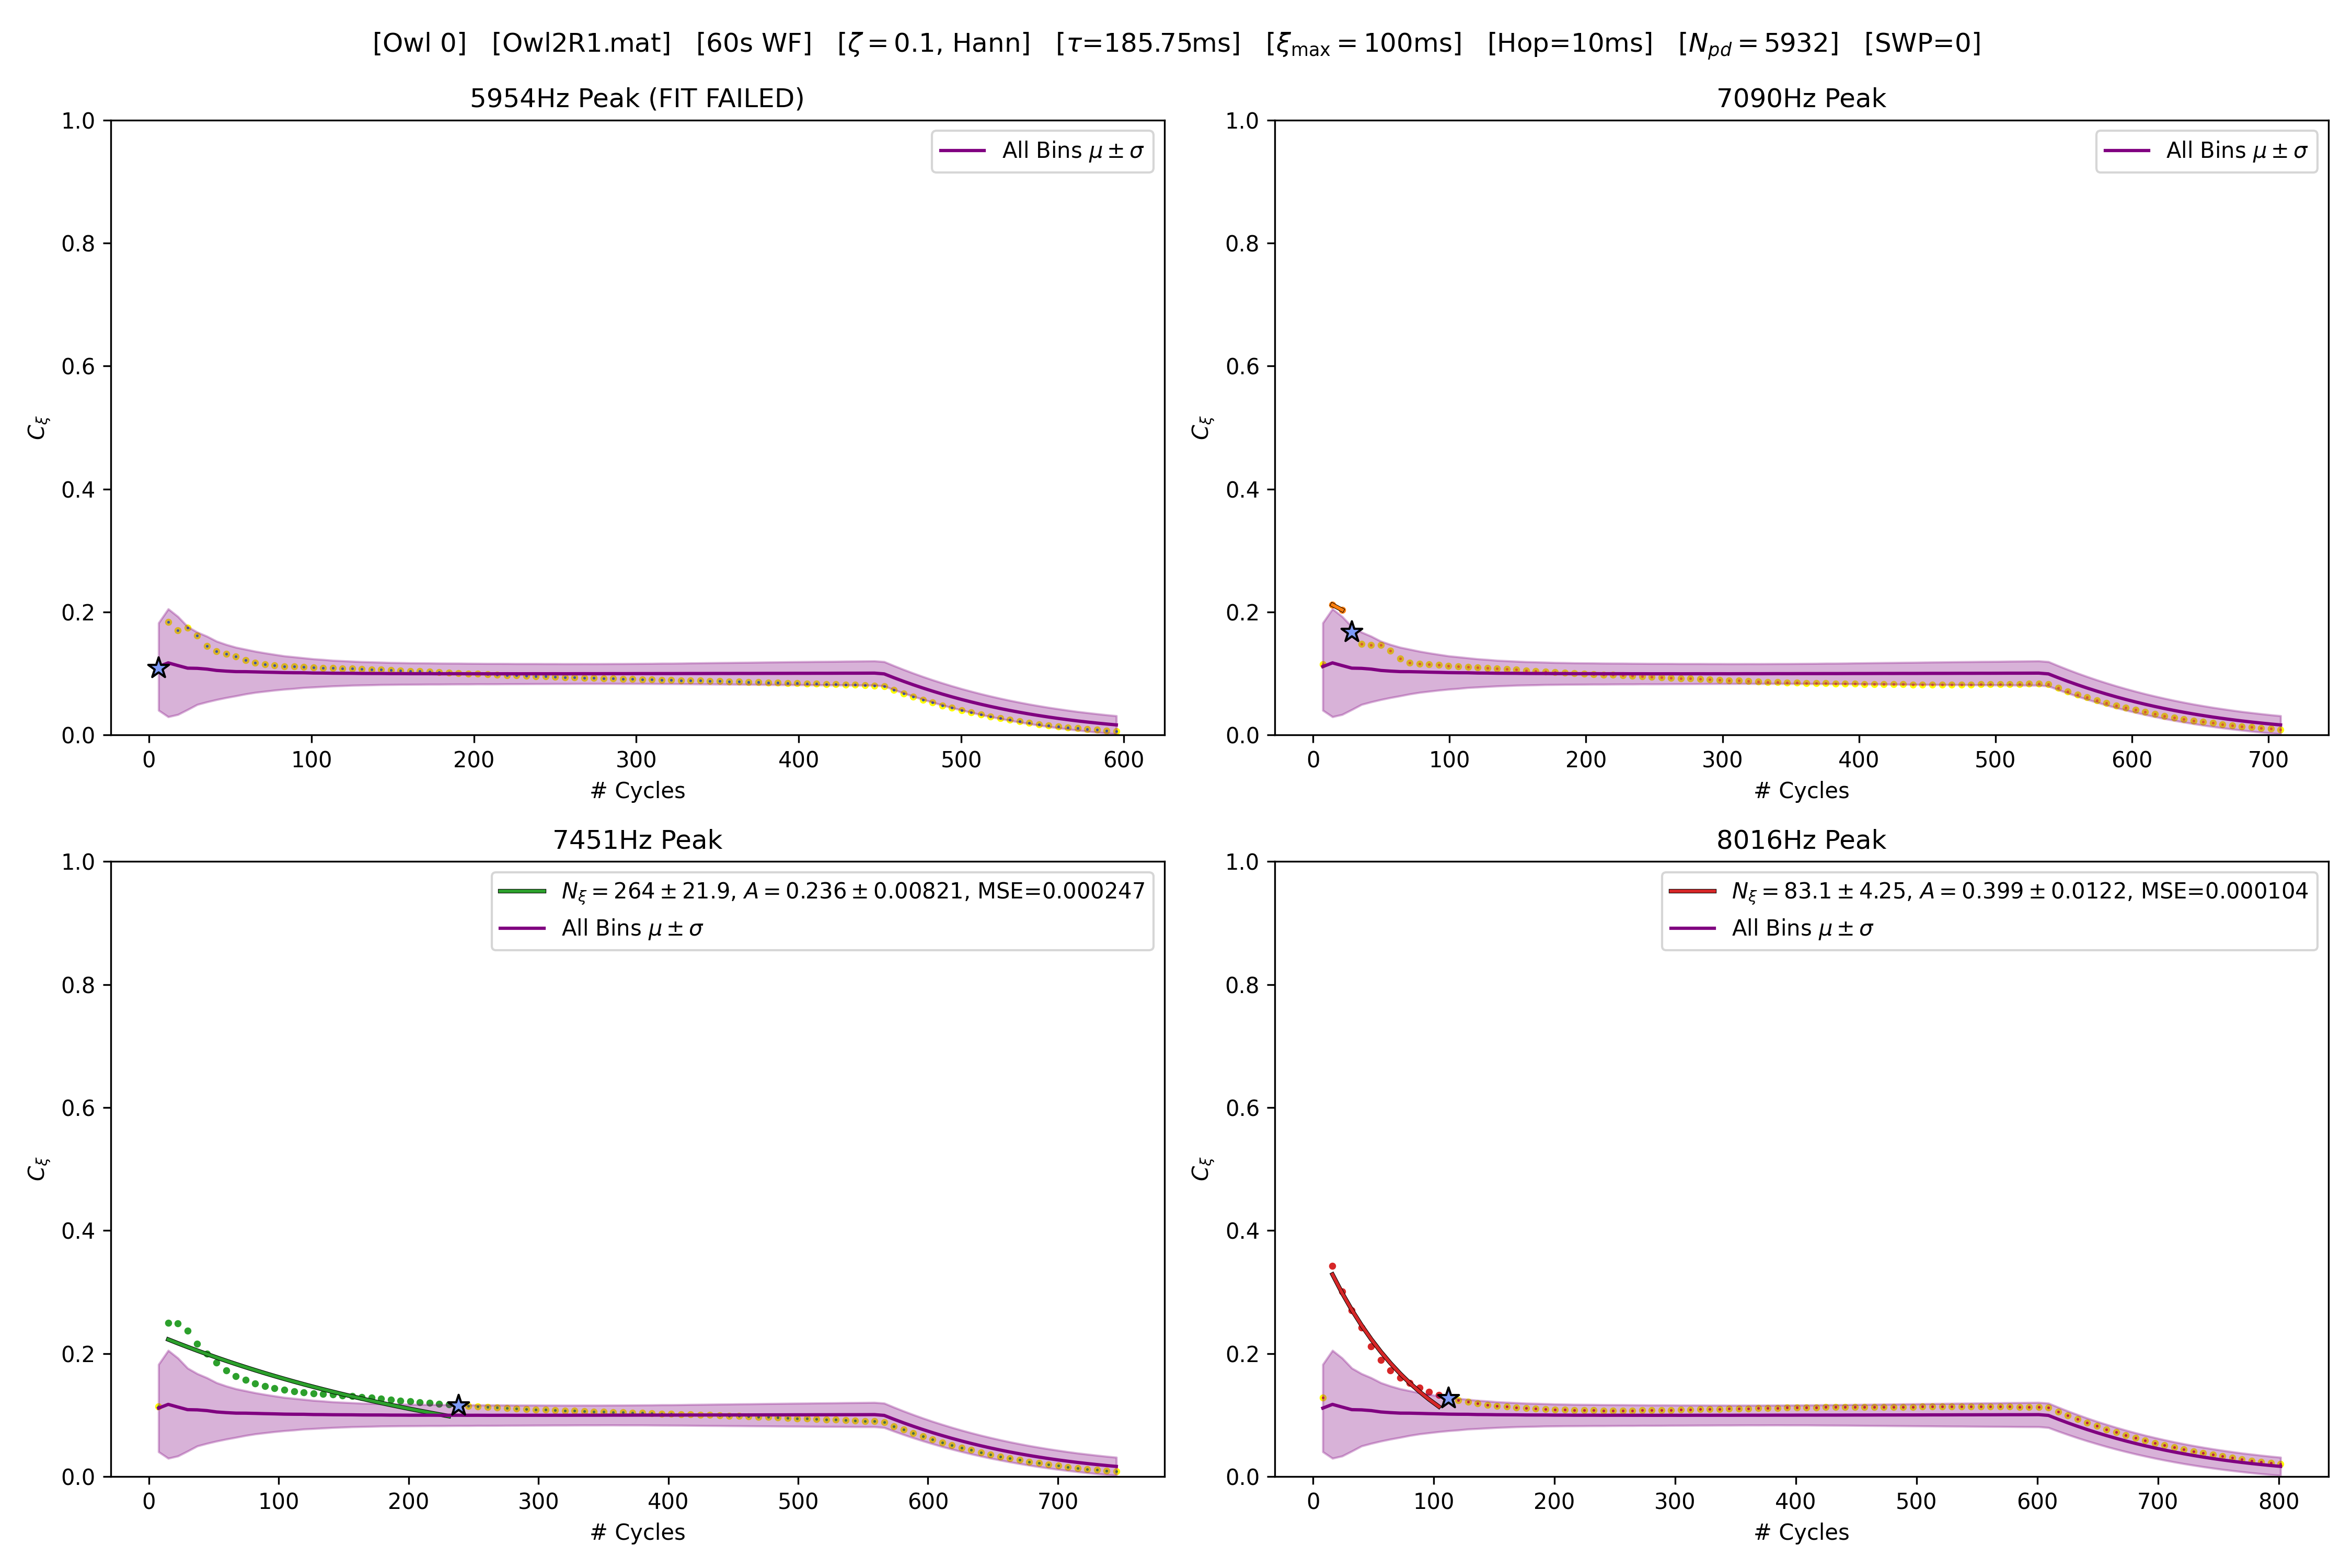 [Owl 0]   [Owl2R1.mat]   [60s WF]   [ζ = 0.1, Hann]   [τ=185.75ms]   [ξmax = 100ms]   [Hop=10ms]   [Npd = 5932]   [SWP=0]
5954Hz Peak (FIT FAILED)
1.0
0.8
0.6
0.4
0.2
0.0
Cξ
All Bins μ ± σ
0 100 200 300 400 500 600
# Cycles
7090Hz Peak
1.0
0.8
0.6
0.4
0.2
0.0
Cξ
All Bins μ ± σ
0 100 200 300 400 500 600 700
# Cycles
7451Hz Peak
1.0
0.8
0.6
0.4
0.2
0.0
Cξ
Nξ = 264 ± 21.9, A = 0.236 ± 0.00821, MSE=0.000247
All Bins μ ± σ
0 100 200 300 400 500 600 700
# Cycles
8016Hz Peak
1.0
0.8
0.6
0.4
0.2
0.0
Cξ
Nξ = 83.1 ± 4.25, A = 0.399 ± 0.0122, MSE=0.000104
All Bins μ ± σ
0 100 200 300 400 500 600 700 800
# Cycles